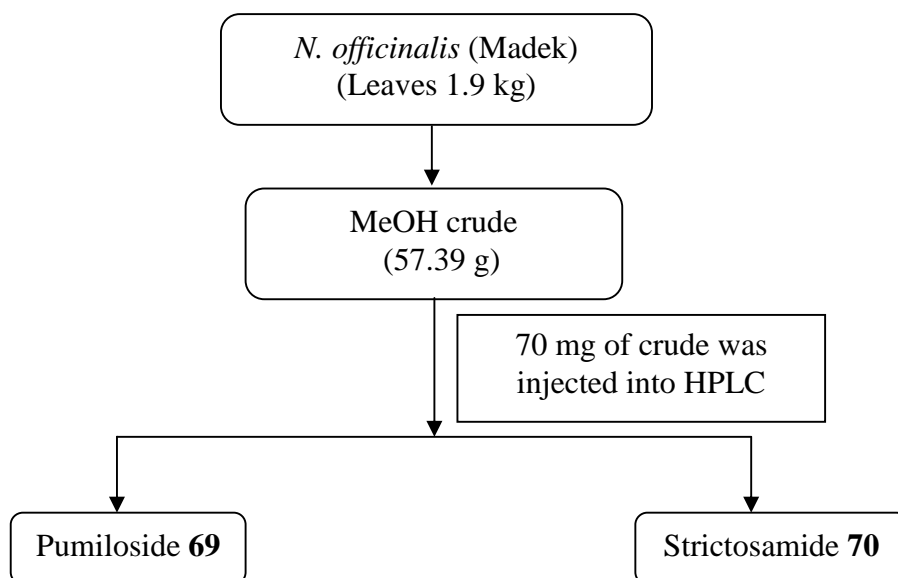 N. officinalis (Madek)
(Leaves 1.9 kg)
MeOH crude
(57.39 g)
70 mg of crude was
injected into HPLC
Pumiloside 69
Strictosamide 70